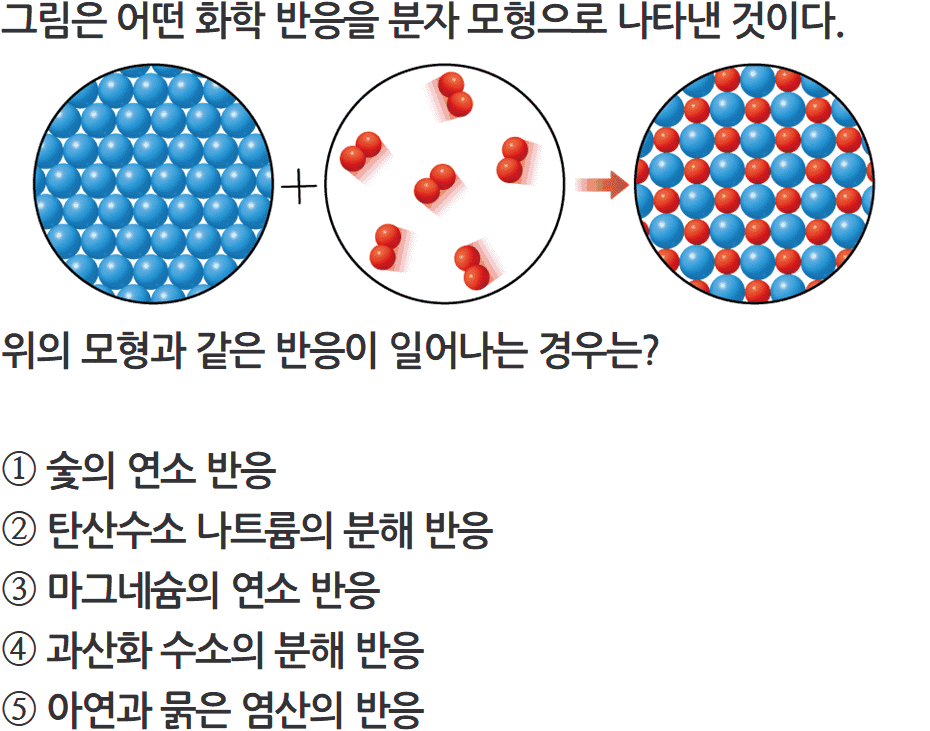 그림은 어떤 화학 반응을 분자 모형으로 나타낸 것이다.
+
위의 모형과 같은 반응이 일어나는 경우는?
① 숯의 연소 반응
② 탄산수소 나트륨의 분해 반응
③ 마그네슘의 연소 반응
④ 과산화 수소의 분해 반응
⑤ 아연과 묽은 염산의 반응